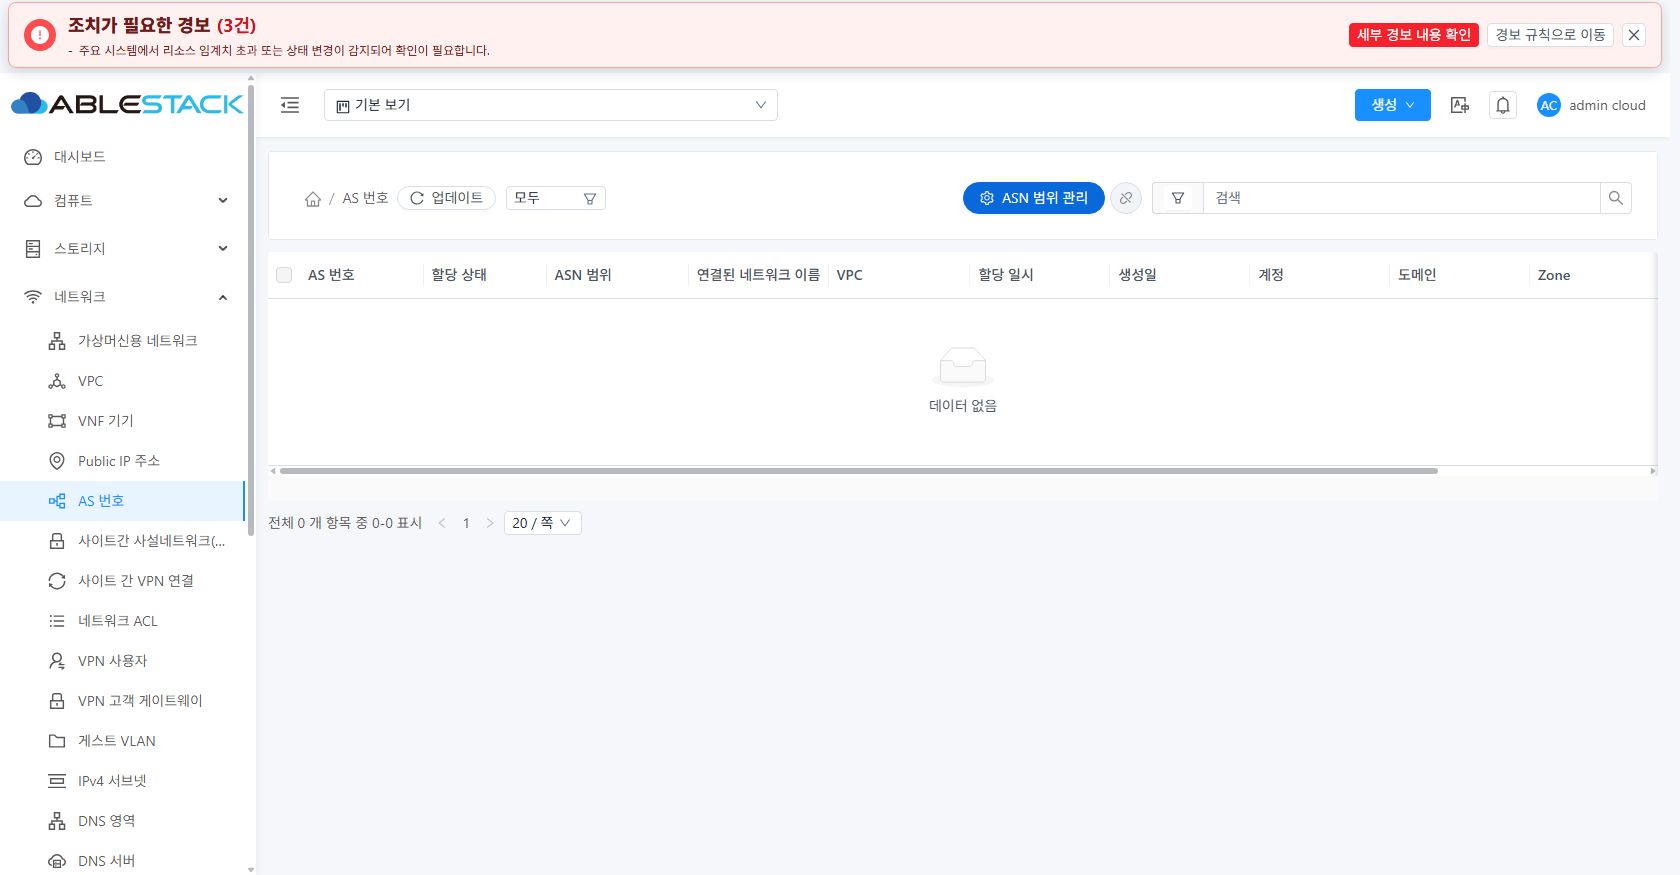 조치가 필요한 경보 (3건)
- 주요 시스템에서 리소스 임계치 초과 또는 상태 변경이 감지되어 확인이 필요합니다.
세부 경보 내용 확인
경보 규칙으로 이동
ABLESTACK
기본 보기
생성
AC
admin cloud
대시보드
컴퓨트
스토리지
네트워크
가상머신용 네트워크
VPC
VNF 기기
Public IP 주소
AS 번호
사이트간 사설네트워크(...
사이트 간 VPN 연결
네트워크 ACL
VPN 사용자
VPN 고객 게이트웨이
게스트 VLAN
IPv4 서브넷
DNS 영역
DNS 서버
/ AS 번호
업데이트
모두
ASN 범위 관리
검색
AS 번호 할당 상태 ASN 범위 연결된 네트워크 이름 VPC 할당 일시 생성일 계정 도메인 Zone
데이터 없음
전체 0 개 항목 중 0-0 표시 < 1 > 20 / 쪽